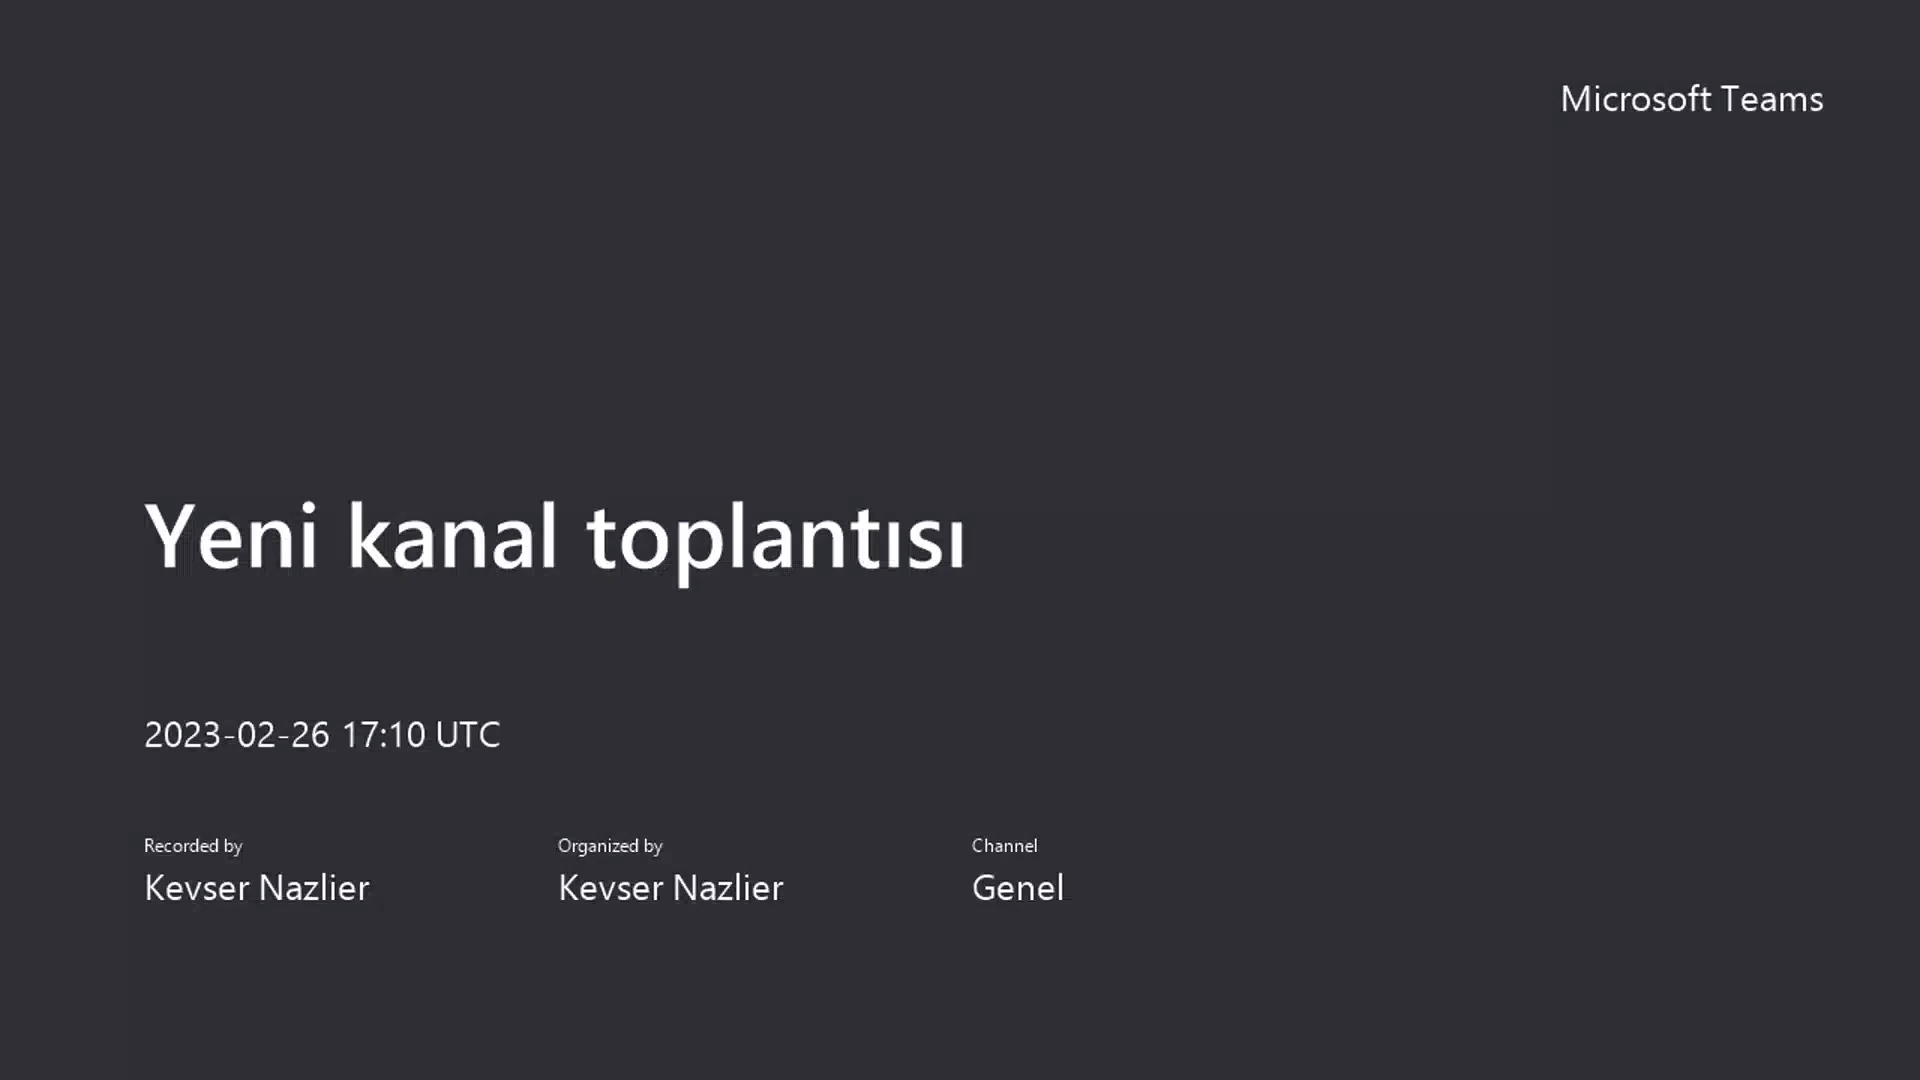 Microsoft Teams
Yeni kanal toplantısı
2023-02-26 17:10 UTC
Recorded by
Kevser Nazlier
Organized by
Kevser Nazlier
Channel
Genel